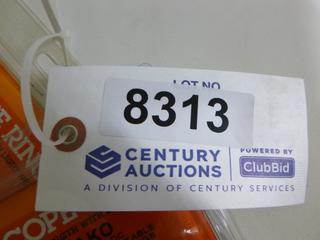 LOT NO
8313
CENTURY
AUCTIONS
POWERED BY
ClubBid
A DIVISION OF CENTURY SERVICES